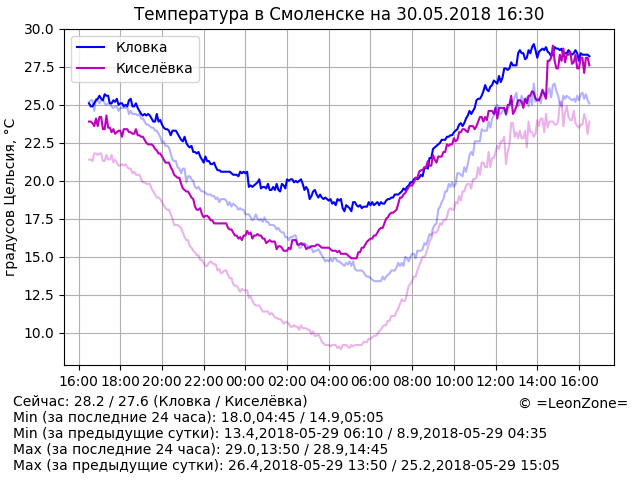 Температура в Смоленске на 30.05.2018 16:30
Кловка
Киселёвка
градусов Цельсия, °C
30.0
27.5
25.0
22.5
20.0
17.5
15.0
12.5
10.0
16:00 18:00 20:00 22:00 00:00 02:00 04:00 06:00 08:00 10:00 12:00 14:00 16:00
Сейчас: 28.2 / 27.6 (Кловка / Киселёвка)
© =LeonZone=
Min (за последние 24 часа): 18.0,04:45 / 14.9,05:05
Min (за предыдущие сутки): 13.4,2018-05-29 06:10 / 8.9,2018-05-29 04:35
Max (за последние 24 часа): 29.0,13:50 / 28.9,14:45
Max (за предыдущие сутки): 26.4,2018-05-29 13:50 / 25.2,2018-05-29 15:05